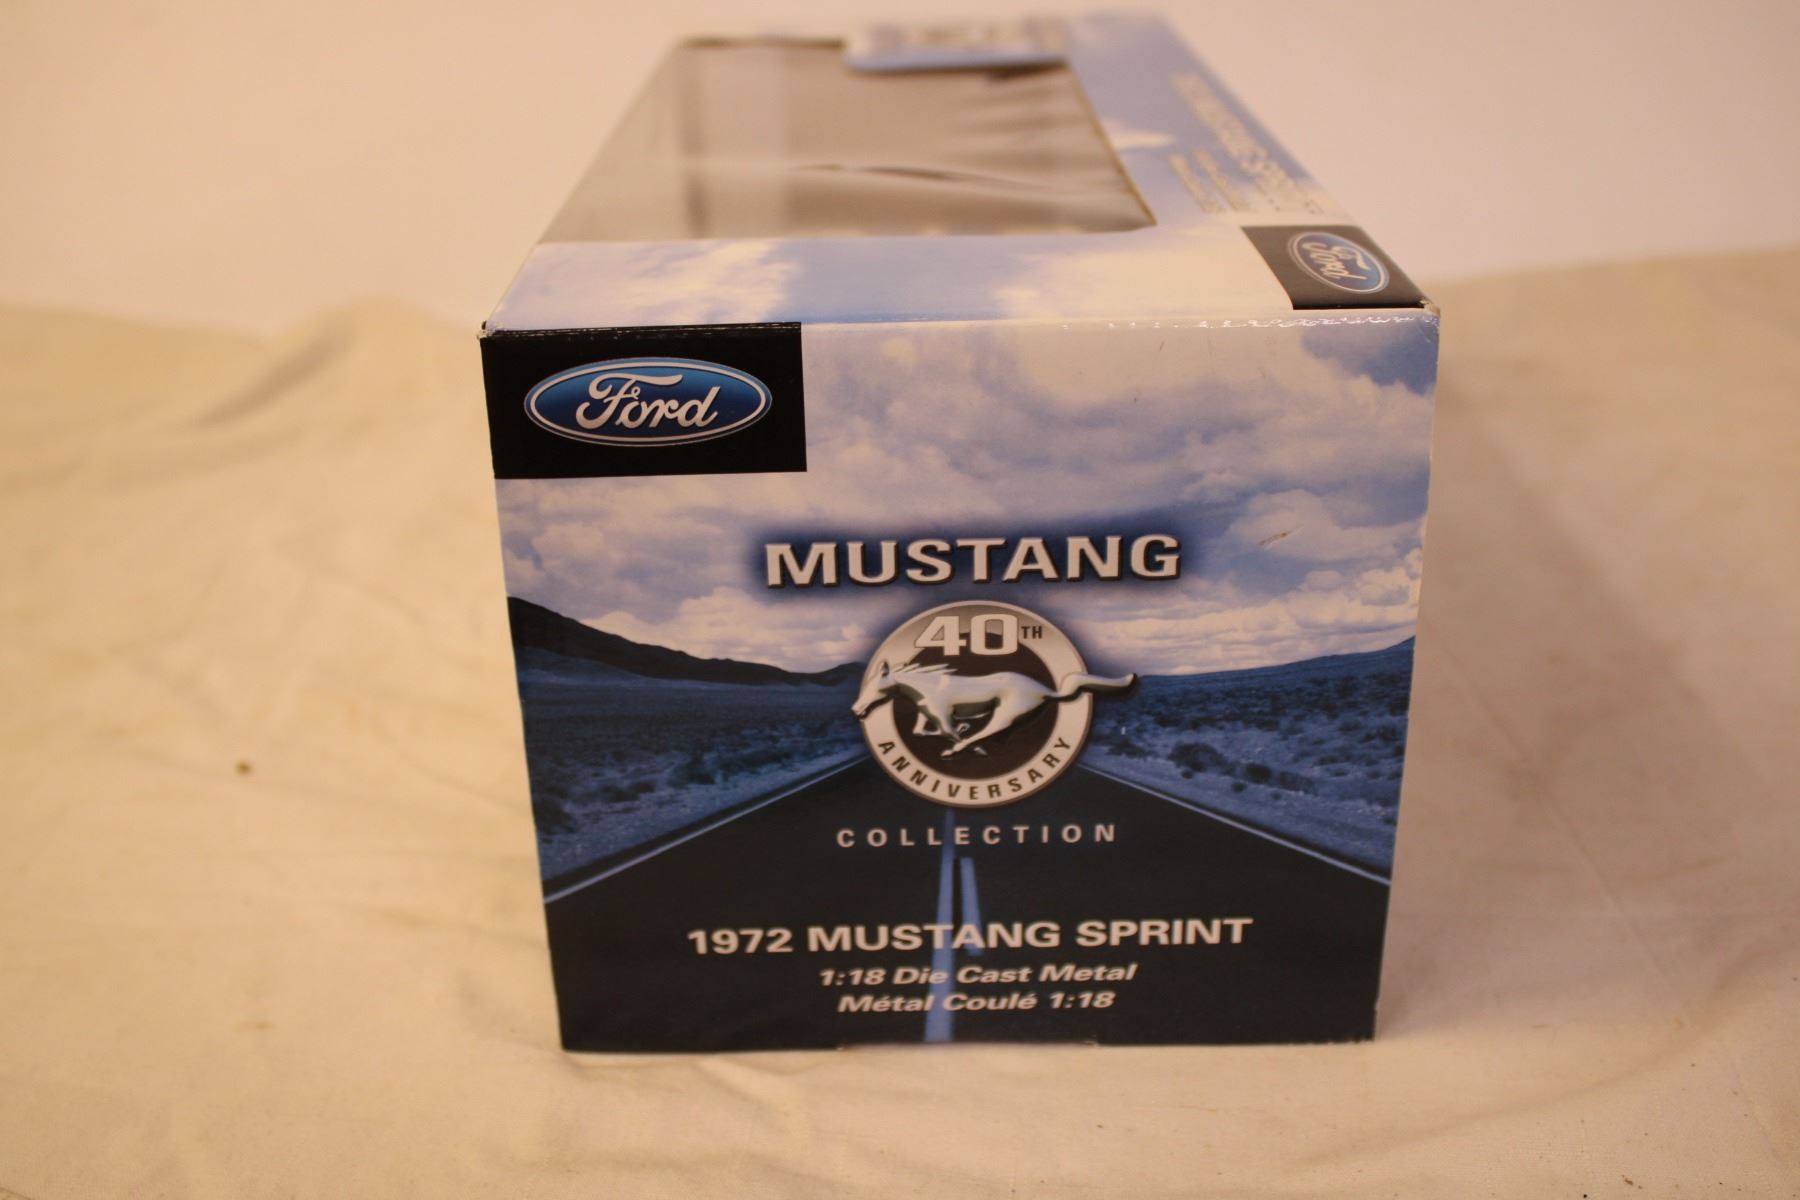 Ford
Ford
MUSTANG
40TH
ANNIVERSARY
COLLECTION
1972 MUSTANG SPRINT
1:18 Die Cast Metal
Métal Coulé 1:18